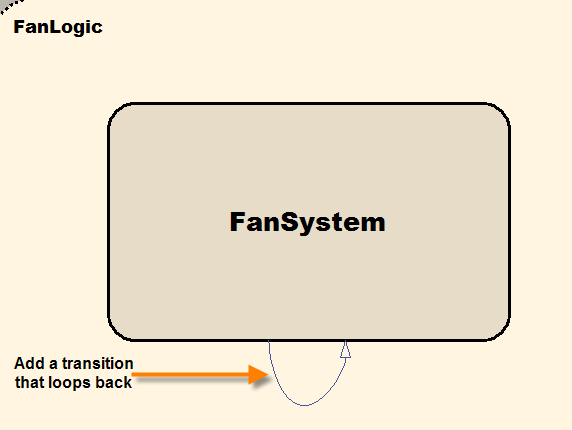 FanLogic
FanSystem
Add a transition
that loops back